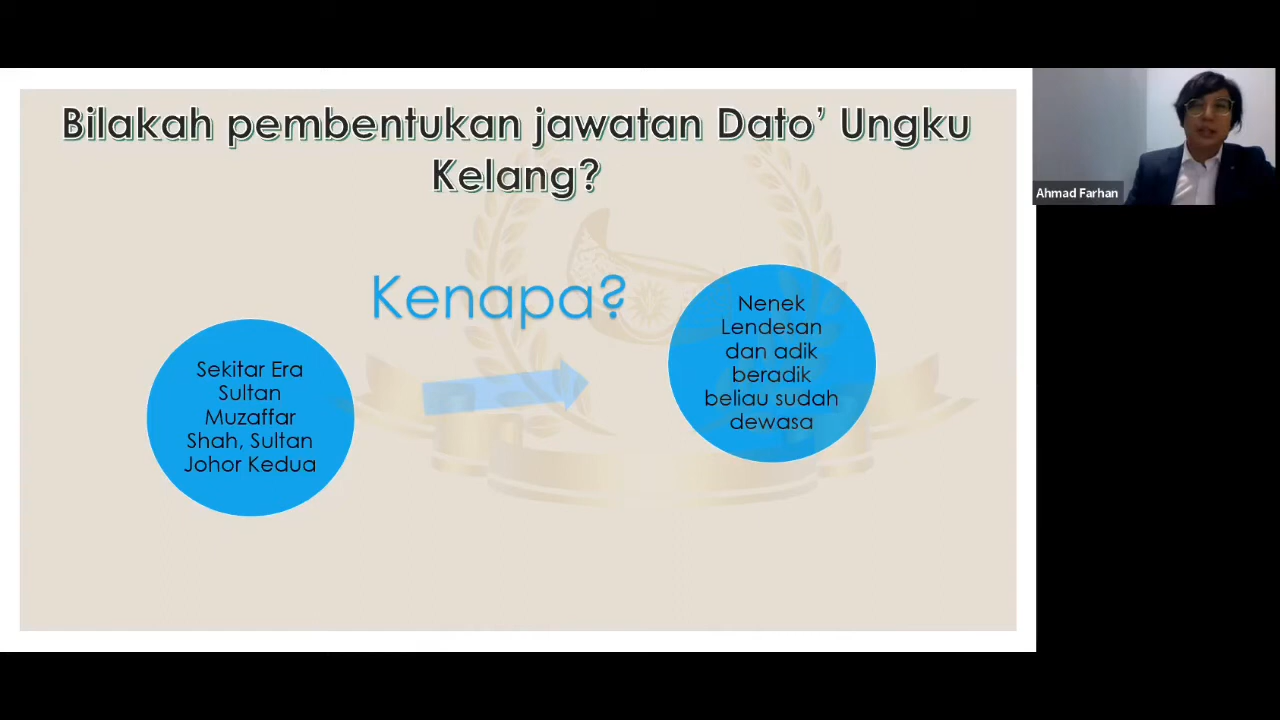 Bilakah pembentukan jawatan Dato’ Ungku
Kelang?
Kenapa?
Sekitar Era
Sultan
Muzaffar
Shah, Sultan
Johor Kedua
Nenek
Lendesan
dan adik
beradik
beliau sudah
dewasa
Ahmad Farhan